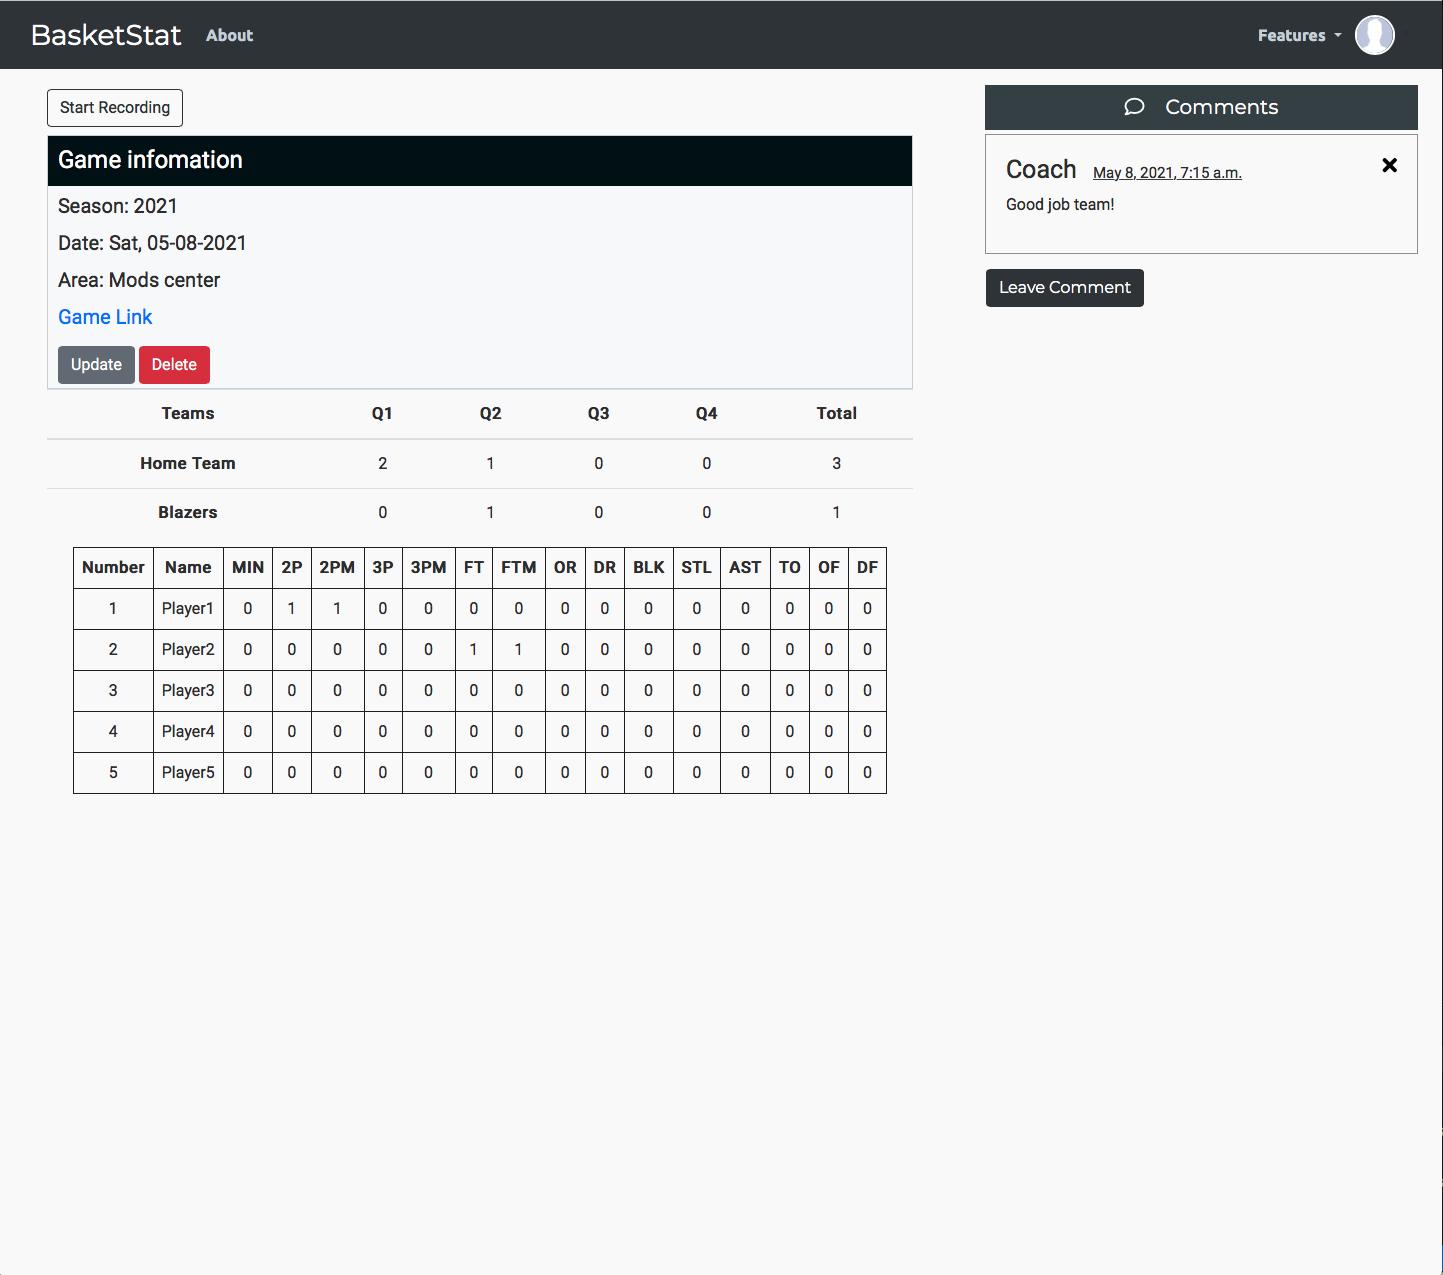 BasketStat About Features
Start Recording
Game infomation
Season: 2021
Date: Sat, 05-08-2021
Area: Mods center
Game Link
Update Delete
Teams Q1 Q2 Q3 Q4 Total
Home Team 2 1 0 0 3
Blazers 0 1 0 0 1
Number Name MIN 2P 2PM 3P 3PM FT FTM OR DR BLK STL AST TO OF DF
1 Player1 0 1 1 0 0 0 0 0 0 0 0 0 0 0 0
2 Player2 0 0 0 0 0 1 1 0 0 0 0 0 0 0 0
3 Player3 0 0 0 0 0 0 0 0 0 0 0 0 0 0 0
4 Player4 0 0 0 0 0 0 0 0 0 0 0 0 0 0 0
5 Player5 0 0 0 0 0 0 0 0 0 0 0 0 0 0 0
Comments
Coach May 8, 2021, 7:15 a.m.
Good job team!
Leave Comment